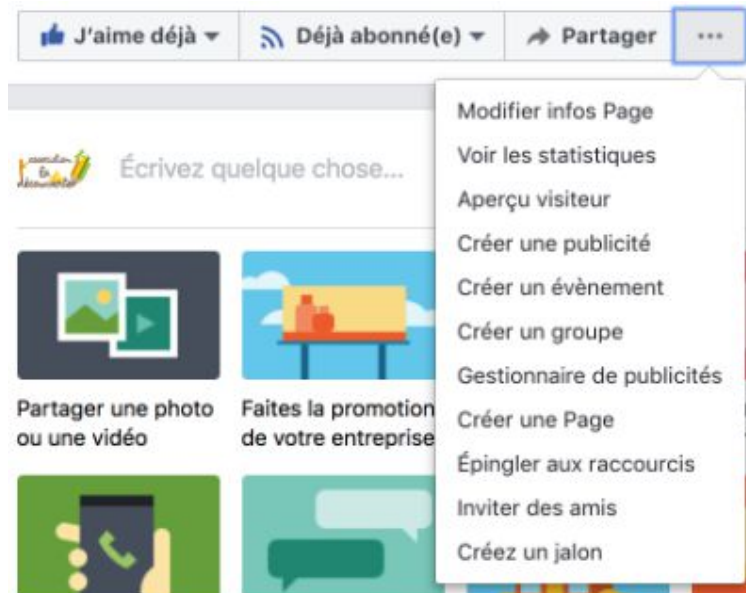 J'aime déjà
Déjà abonné(e)
Partager
...
Écrivez quelque chose...
Modifier infos Page
Voir les statistiques
Aperçu visiteur
Créer une publicité
Créer un évènement
Créer un groupe
Gestionnaire de publicités
Créer une Page
Épingler aux raccourcis
Inviter des amis
Créez un jalon
Partager une photo
ou une vidéo
Faites la promotion
de votre entreprise